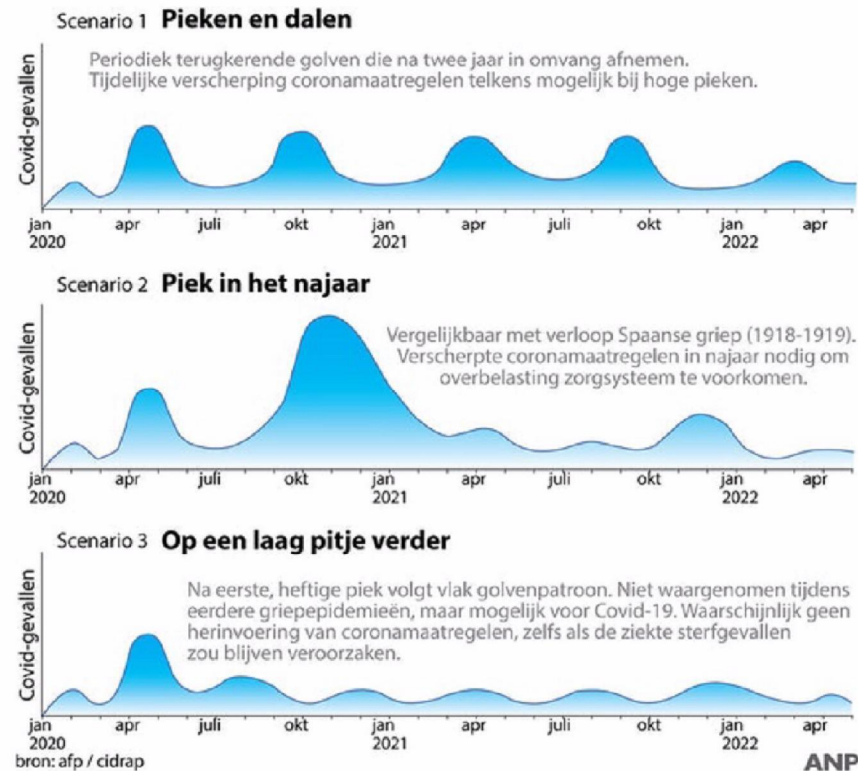 Scenario 1 Pieken en dalen
Periodiek terugkerende golven die na twee jaar in omvang afnemen.
Tijdelijke verscherping coronamaatregelen telkens mogelijk bij hoge pieken.
Covid-gevallen
jan apr juli okt jan apr juli okt jan apr
2020 2021 2022
Scenario 2 Piek in het najaar
Vergelijkbaar met verloop Spaanse griep (1918-1919).
Verscherpte coronamaatregelen in najaar nodig om
overbelasting zorgsysteem te voorkomen.
Covid-gevallen
jan apr juli okt jan apr juli okt jan apr
2020 2021 2022
Scenario 3 Op een laag pitje verder
Na eerste, heftige piek volgt vlak golvenpatroon. Niet waargenomen tijdens
eerdere griepepidemieën, maar mogelijk voor Covid-19. Waarschijnlijk geen
herinvoering van coronamaatregelen, zelfs als de ziekte sterfgevallen
zou blijven veroorzaken.
Covid-gevallen
jan apr juli okt jan apr juli okt jan apr
2020 2021 2022
bron: afp / cidrap
ANP